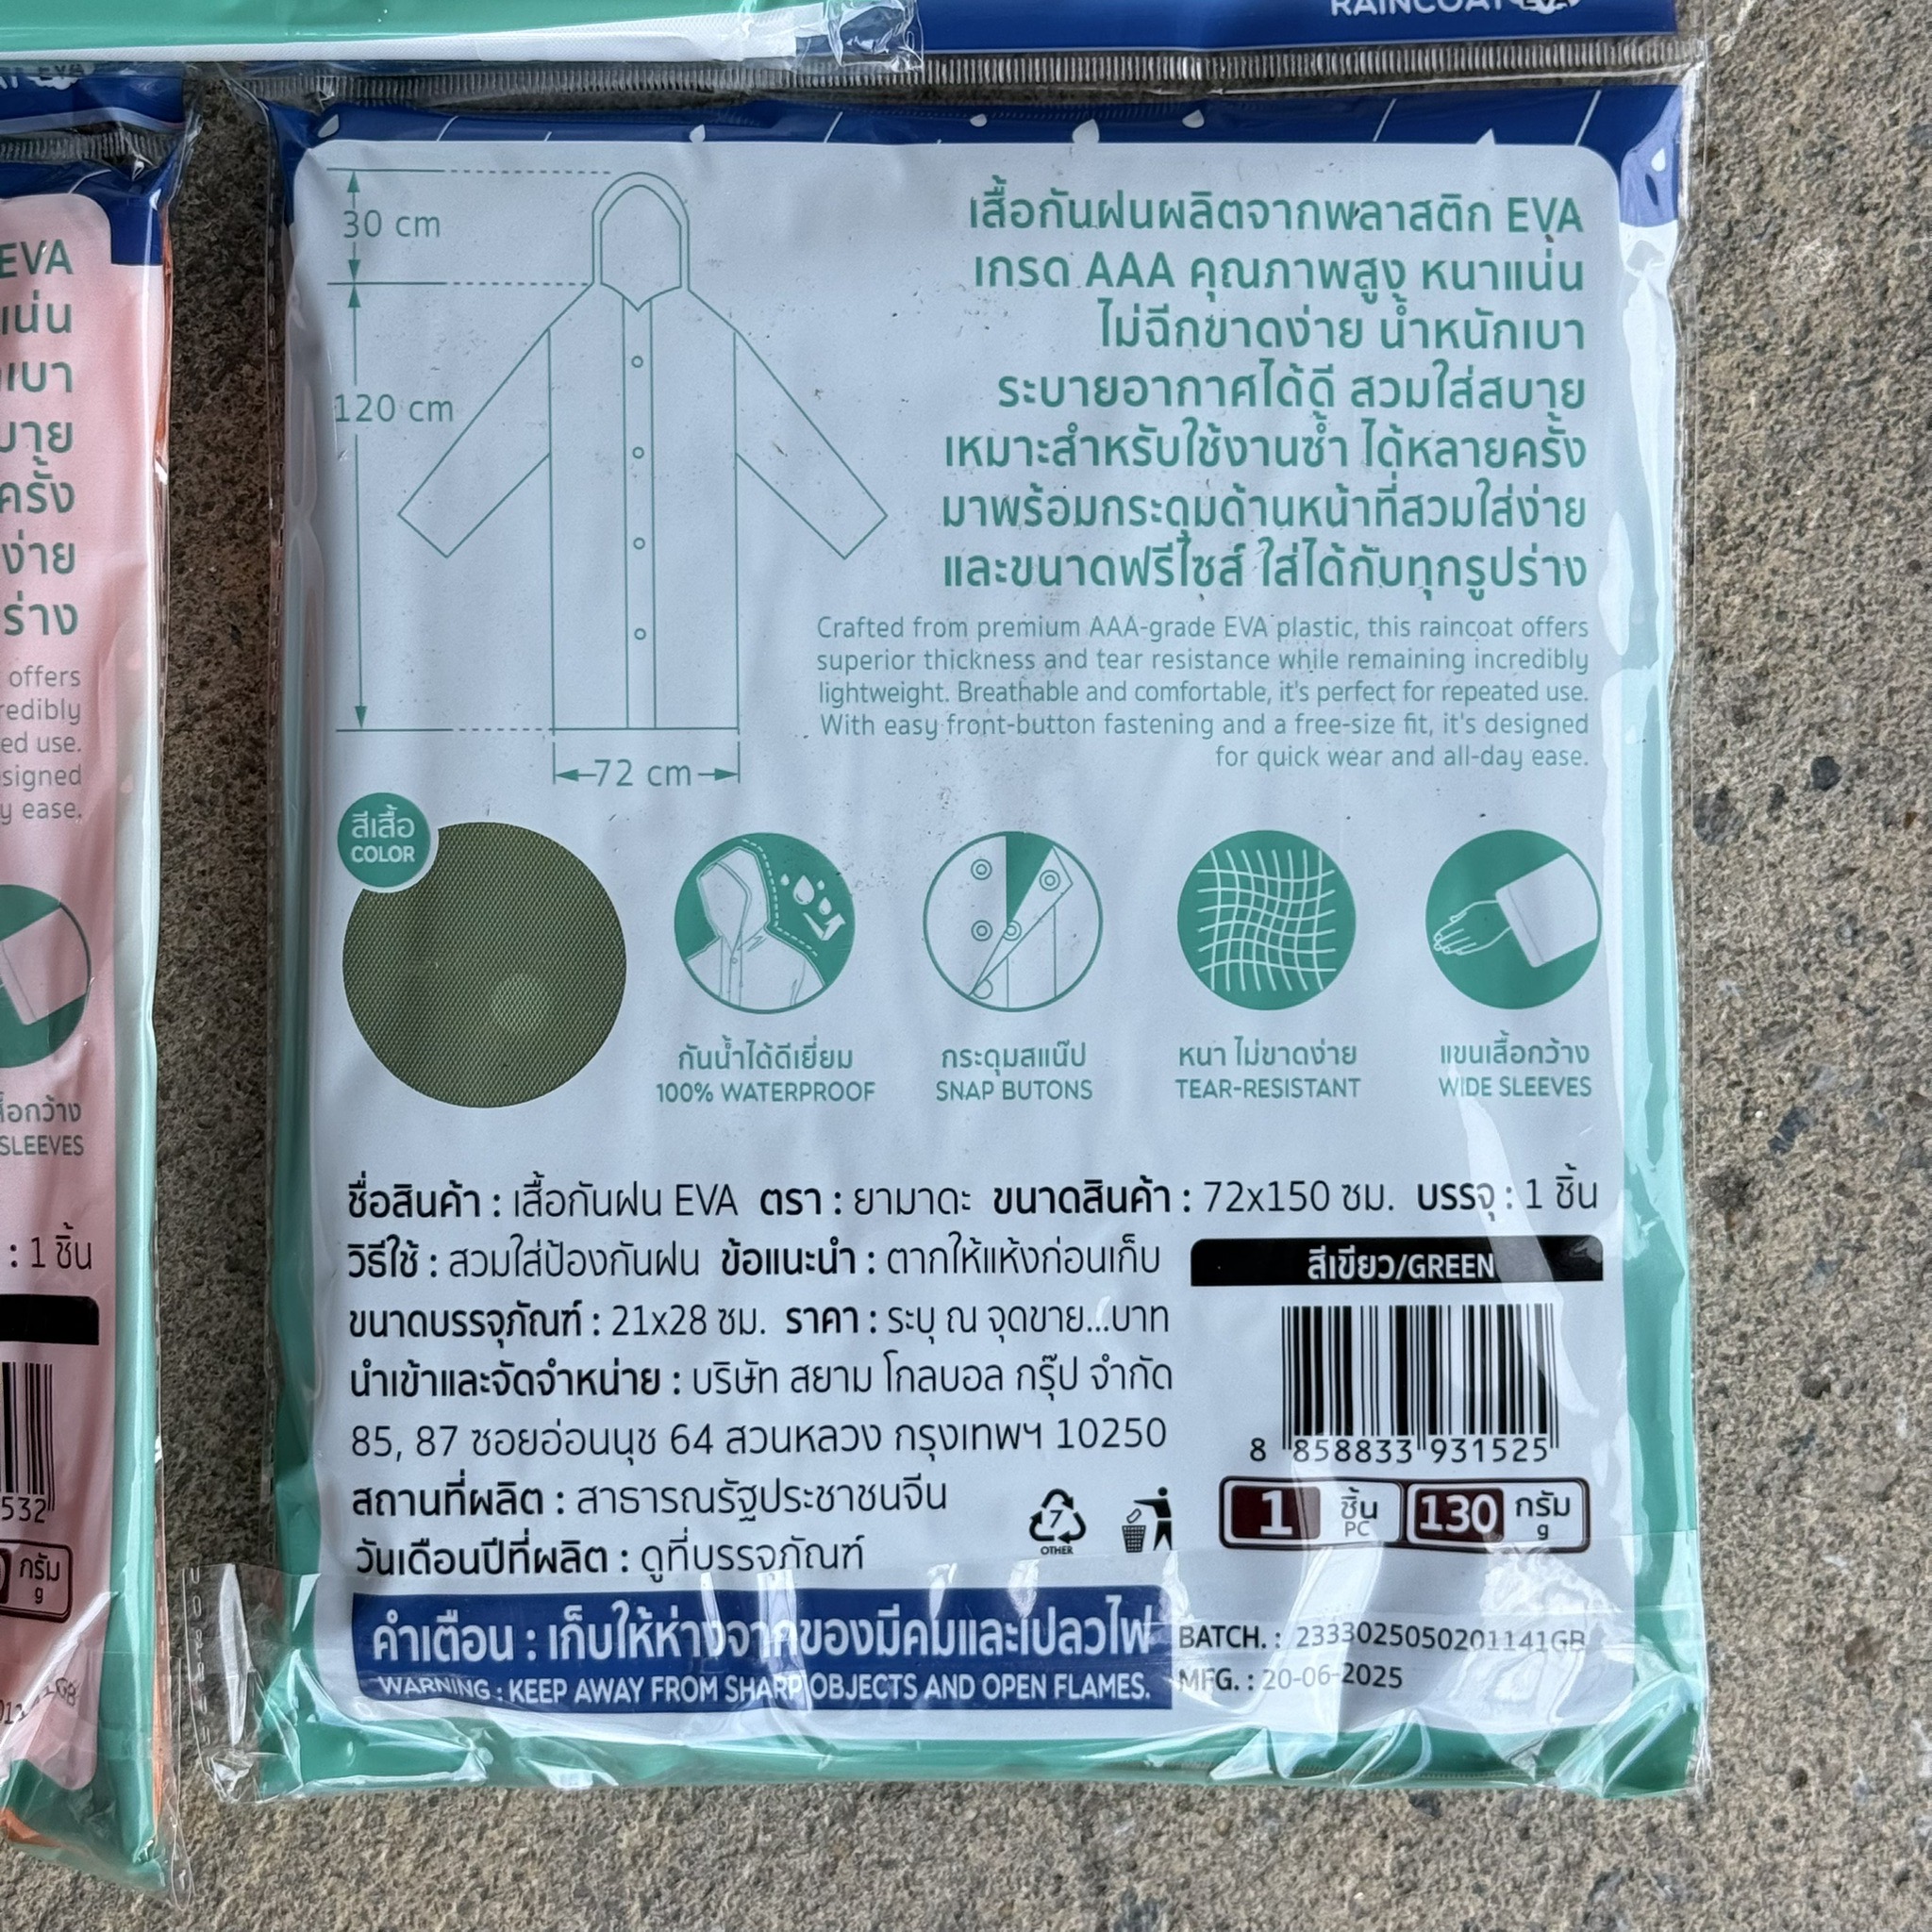 RAINCOAT EVA
EVA
30 cm
120 cm
72 cm
เสื้อกันฝนผลิตจากพลาสติก EVA
เกรด AAA คุณภาพสูง หนาแน่น
ไม่ฉีกขาดง่าย น้ำหนักเบา
ระบายอากาศได้ดี สวมใส่สบาย
เหมาะสำหรับใช้งานซ้ำ ได้หลายครั้ง
มาพร้อมกระดุมด้านหน้าที่สวมใส่ง่าย
และขนาดฟรีไซส์ ใส่ได้กับทุกรูปร่าง
Crafted from premium AAA-grade EVA plastic, this raincoat offers
superior thickness and tear resistance while remaining incredibly
lightweight. Breathable and comfortable, it's perfect for repeated use.
With easy front-button fastening and a free-size fit, it's designed
for quick wear and all-day ease.
สีเสื้อ
COLOR
กันน้ำได้ดีเยี่ยม
100% WATERPROOF
กระดุมสแน๊ป
SNAP BUTONS
หนา ไม่ขาดง่าย
TEAR-RESISTANT
แขนเสื้อกว้าง
WIDE SLEEVES
ชื่อสินค้า : เสื้อกันฝน EVA ตรา : ยามาดะ ขนาดสินค้า : 72x150 ซม. บรรจุ : 1 ชิ้น
วิธีใช้ : สวมใส่ป้องกันฝน ข้อแนะนำ : ตากให้แห้งก่อนเก็บ
ขนาดบรรจุภัณฑ์ : 21x28 ซม. ราคา : ระบุ ณ จุดขาย...บาท
นำเข้าและจัดจำหน่าย : บริษัท สยาม โกลบอล กรุ๊ป จำกัด
85, 87 ซอยอ่อนนุช 64 สวนหลวง กรุงเทพฯ 10250
สถานที่ผลิต : สาธารณรัฐประชาชนจีน
วันเดือนปีที่ผลิต : ดูที่บรรจุภัณฑ์
7
OTHER
สีเขียว/GREEN
8 858833 931525
1 ชิ้น PC 130 กรัม g
คำเตือน : เก็บให้ห่างจากของมีคมและเปลวไฟ
WARNING : KEEP AWAY FROM SHARP OBJECTS AND OPEN FLAMES.
BATCH. : 2333025050201141GB
MFG. : 20-06-2025
EVA
offers
ed use.
ease.
SLEEVES
: 1 ชิ้น
532
กรัม
g